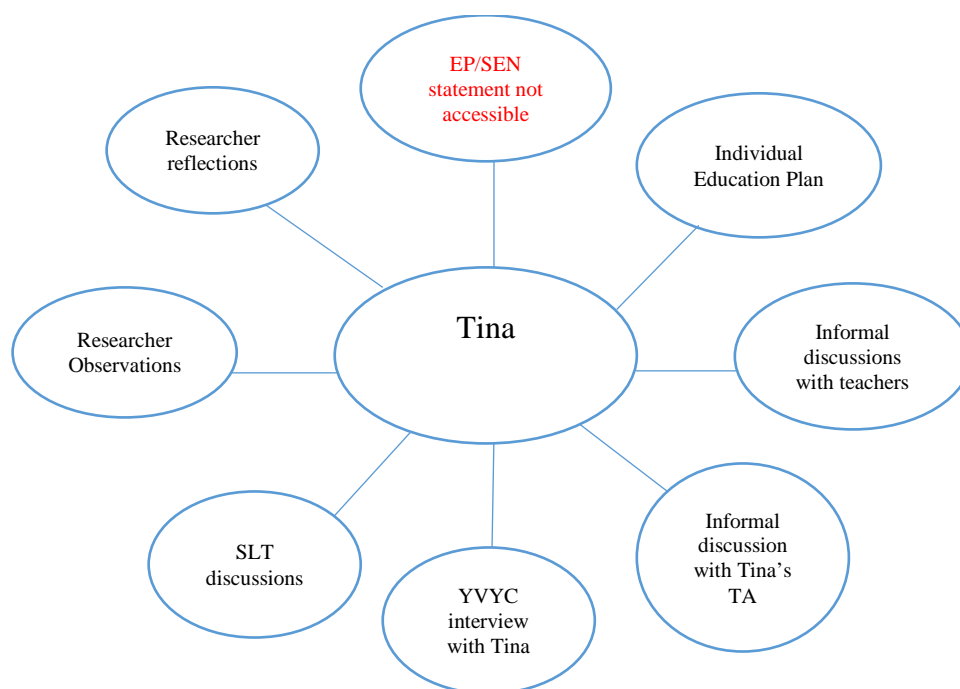 EP/SEN
statement not
accessible
Researcher
reflections
Individual
Education Plan
Tina
Researcher
Observations
Informal
discussions
with teachers
SLT
discussions
YVYC
interview
with Tina
Informal
discussion
with Tina’s
TA